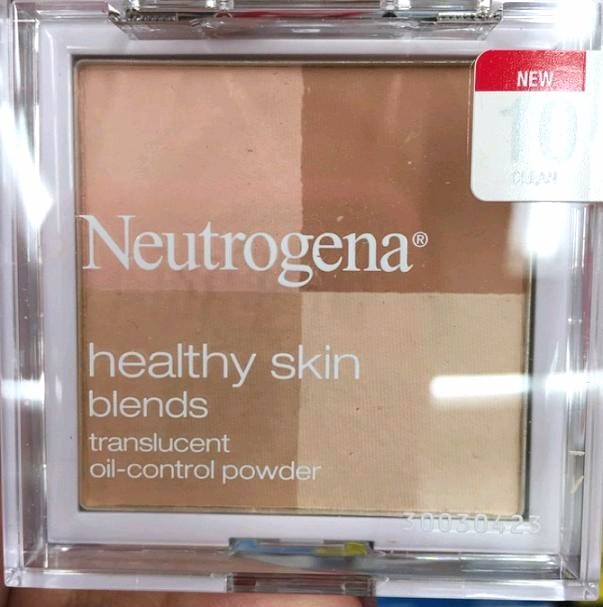 NEW
10
CLEAN
Neutrogena®
healthy skin
blends
translucent
oil-control powder
30030423